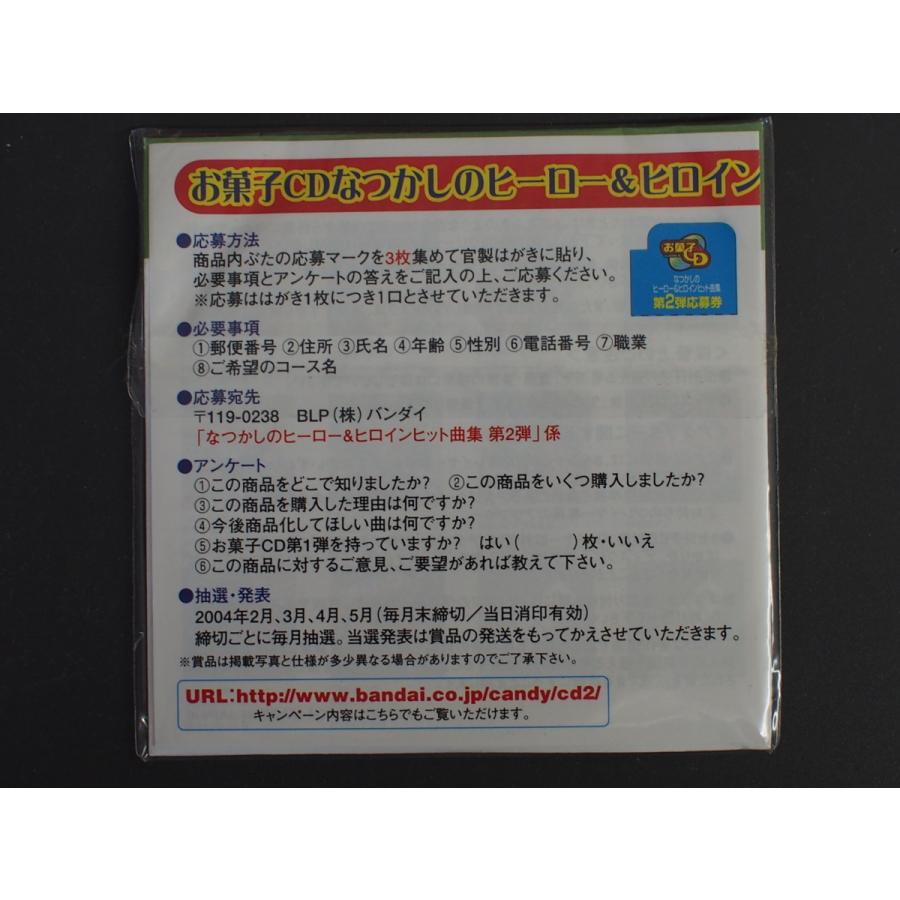 お菓子CDなつかしのヒーロー&ヒロイン
●応募方法
商品内ぶたの応募マークを3枚集めて官製はがきに貼り、
必要事項とアンケートの答えをご記入の上、ご応募ください。
※応募ははがき1枚につき1口とさせていただきます。
お菓子CD
なつかしの
ヒーロー&ヒロインヒット曲集
第2弾応募券
●必要事項
①郵便番号 ②住所 ③氏名 ④年齢 ⑤性別 ⑥電話番号 ⑦職業
⑧ご希望のコース名
●応募宛先
〒119-0238 BLP(株)バンダイ
「なつかしのヒーロー&ヒロインヒット曲集 第2弾」係
●アンケート
①この商品をどこで知りましたか? ②この商品をいくつ購入しましたか?
③この商品を購入した理由は何ですか?
④今後商品化してほしい曲は何ですか?
⑤お菓子CD第1弾を持っていますか? はい( )枚・いいえ
⑥この商品に対するご意見、ご要望があれば教えて下さい。
●抽選・発表
2004年2月、3月、4月、5月(毎月末締切/当日消印有効)
締切ごとに毎月抽選。当選発表は賞品の発送をもってかえさせていただきます。
※賞品は掲載写真と仕様が多少異なる場合がありますのでご了承下さい。
URL:http://www.bandai.co.jp/candy/cd2/
キャンペーン内容はこちらでもご覧いただけます。